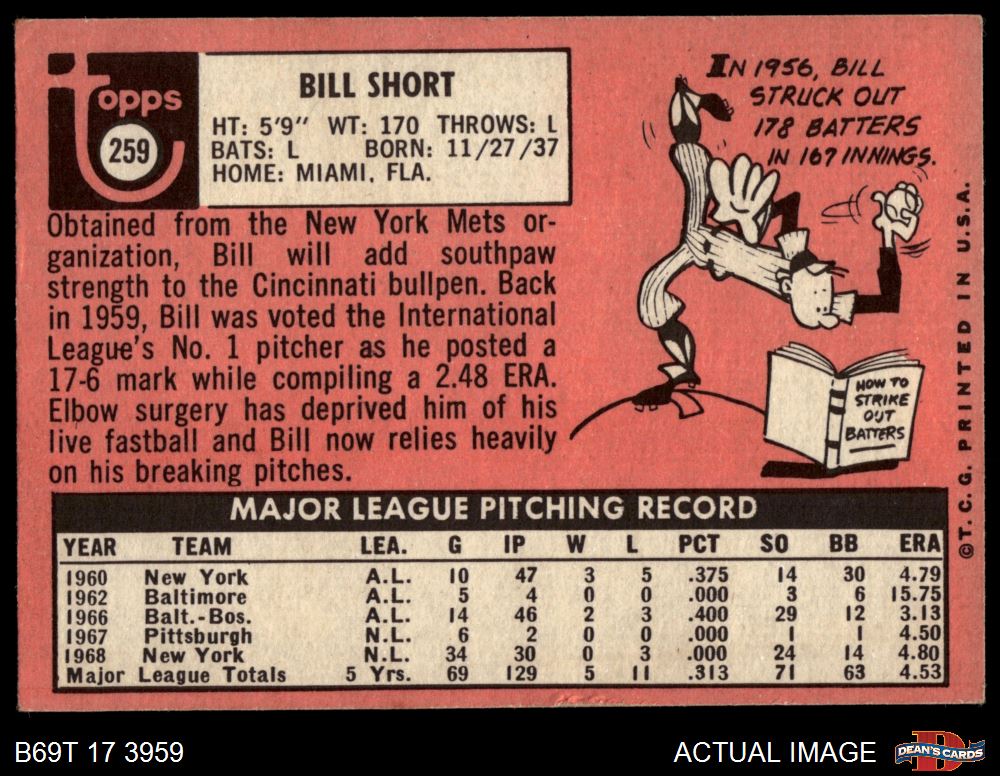 Topps
259
BILL SHORT
HT: 5'9" WT: 170 THROWS: L
BATS: L BORN: 11/27/37
HOME: MIAMI, FLA.
IN 1956, BILL
STRUCK OUT
178 BATTERS
IN 167 INNINGS.
Obtained from the New York Mets or-
ganization, Bill will add southpaw
strength to the Cincinnati bullpen. Back
in 1959, Bill was voted the International
League's No. 1 pitcher as he posted a
17-6 mark while compiling a 2.48 ERA.
Elbow surgery has deprived him of his
live fastball and Bill now relies heavily
on his breaking pitches.
HOW TO
STRIKE
OUT
BATTERS
©T.C.G. PRINTED IN U.S.A.
MAJOR LEAGUE PITCHING RECORD
YEAR TEAM LEA. G IP W L PCT SO BB ERA
1960 New York A.L. 10 47 3 5 .375 14 30 4.79
1962 Baltimore A.L. 5 4 0 0 .000 3 6 15.75
1966 Balt.-Bos. A.L. 14 46 2 3 .400 29 12 3.13
1967 Pittsburgh N.L. 6 2 0 0 .000 1 1 4.50
1968 New York N.L. 34 30 0 3 .000 24 14 4.80
Major League Totals 5 Yrs. 69 129 5 11 .313 71 63 4.53
B69T 17 3959
ACTUAL IMAGE
D
DEAN'S CARDS